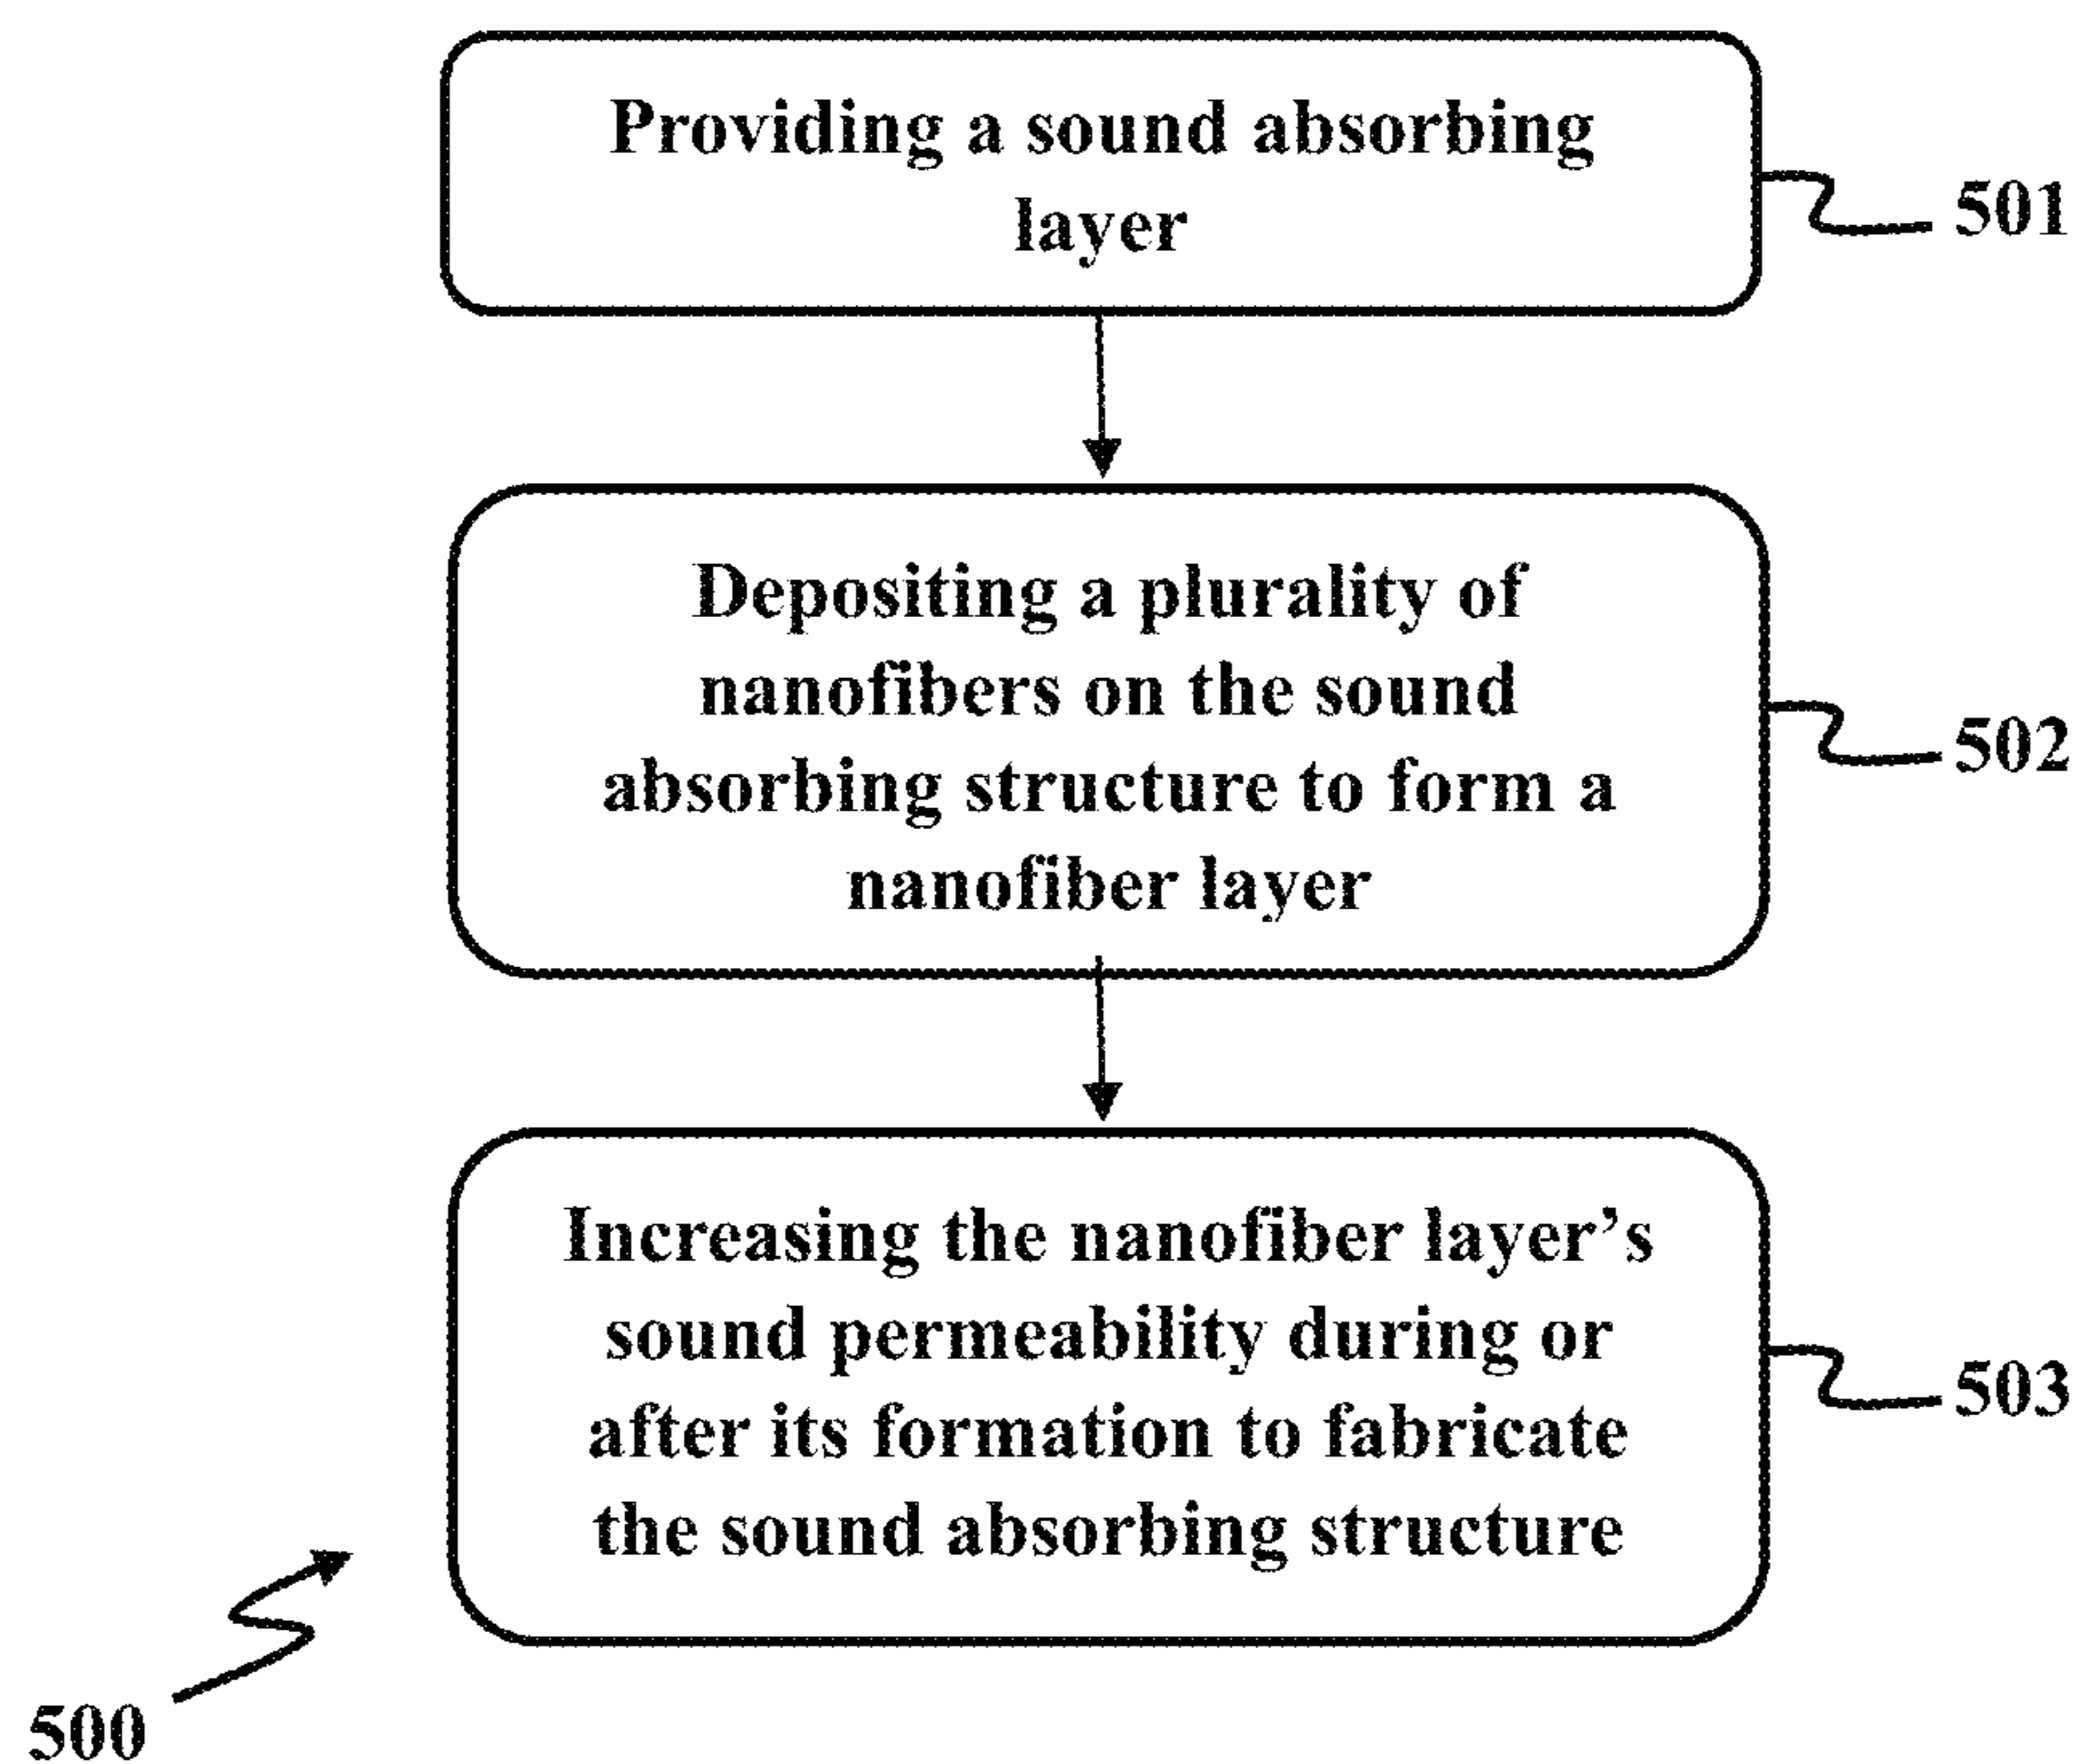 Providing a sound absorbing
layer
501
Depositing a plurality of
nanofibers on the sound
absorbing structure to form a
nanofiber layer
502
Increasing the nanofiber layer’s
sound permeability during or
after its formation to fabricate
the sound absorbing structure
503
500